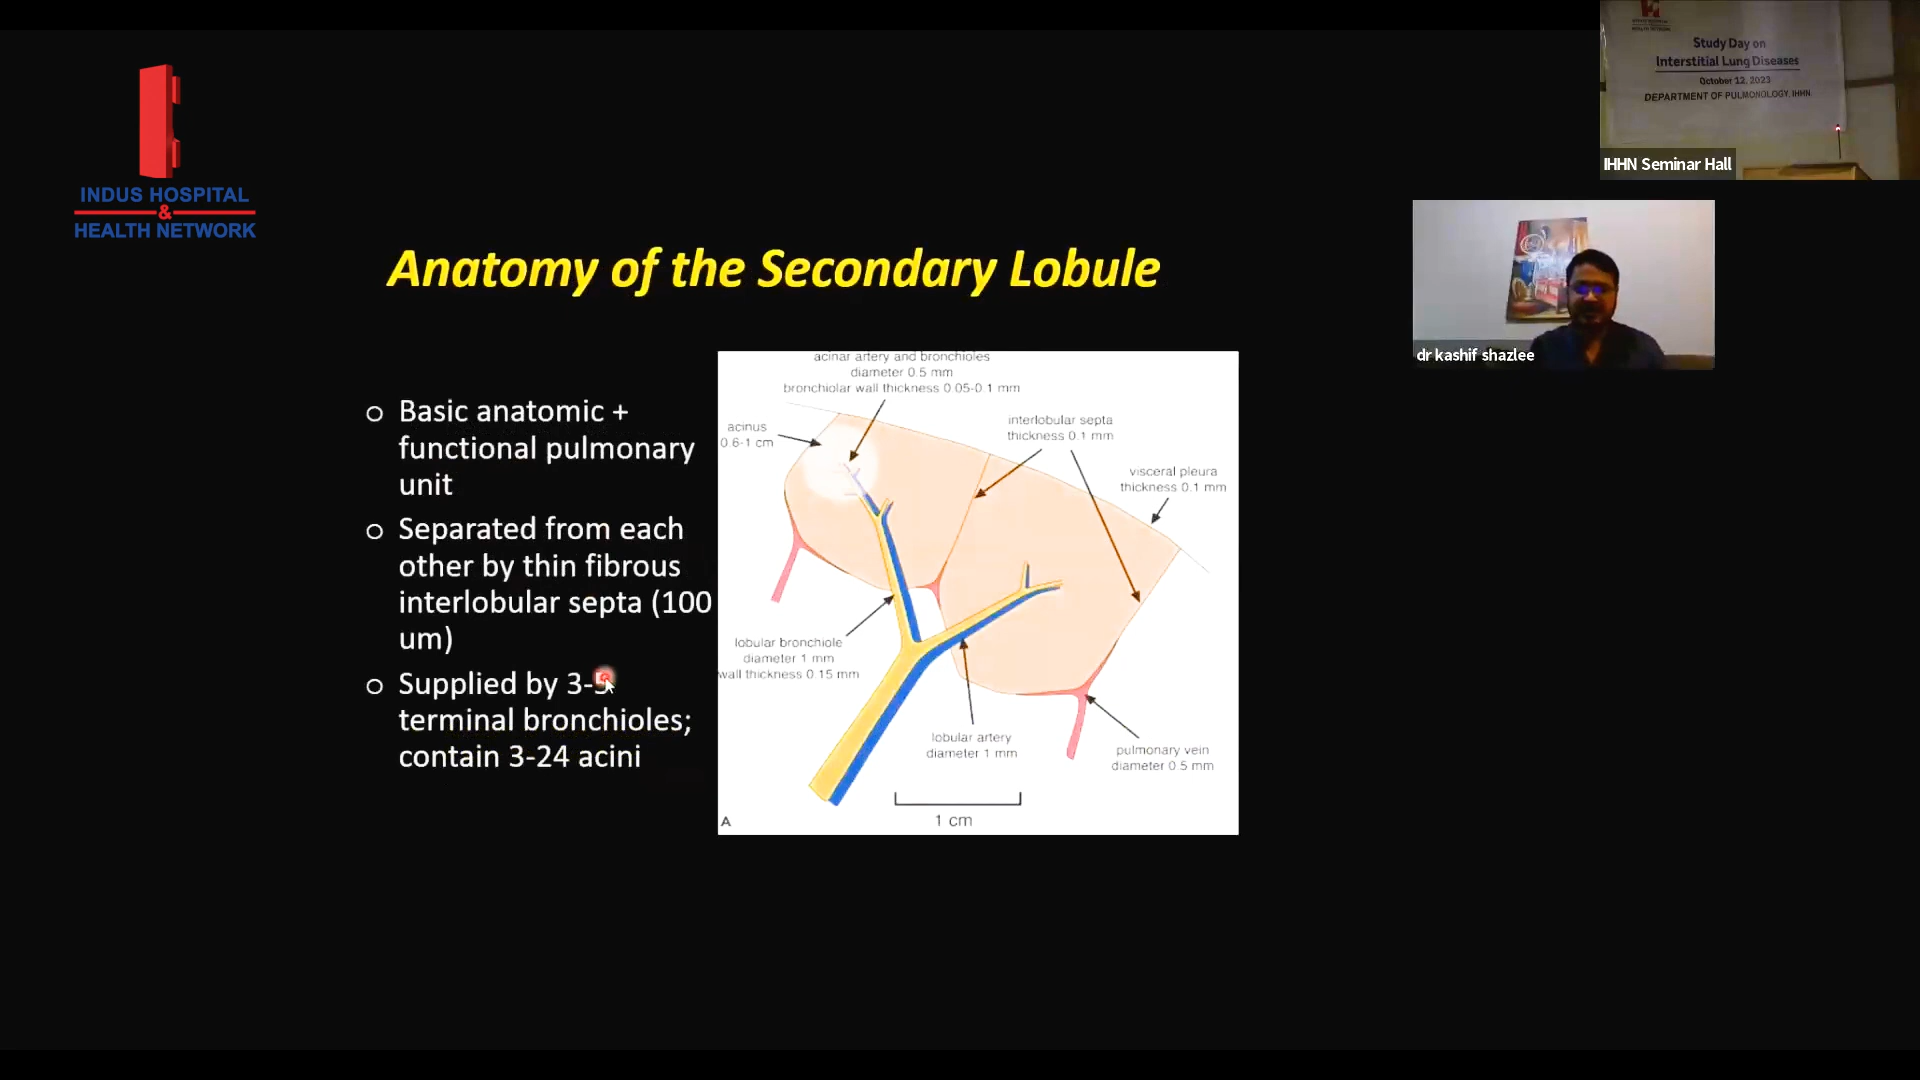 INDUS HOSPITAL
&
HEALTH NETWORK
Anatomy of the Secondary Lobule
o Basic anatomic +
functional pulmonary
unit
o Separated from each
other by thin fibrous
interlobular septa (100
um)
o Supplied by 3-5
terminal bronchioles;
contain 3-24 acini
acinar artery and bronchioles
diameter 0.5 mm
bronchiolar wall thickness 0.05-0.1 mm
acinus
0.6-1 cm
interlobular septa
thickness 0.1 mm
visceral pleura
thickness 0.1 mm
lobular bronchiole
diameter 1 mm
wall thickness 0.15 mm
lobular artery
diameter 1 mm
pulmonary vein
diameter 0.5 mm
1 cm
A
Study Day on
Interstitial Lung Diseases
October 12, 2023
DEPARTMENT OF PULMONOLOGY, IHHN
IHHN Seminar Hall
dr kashif shazlee